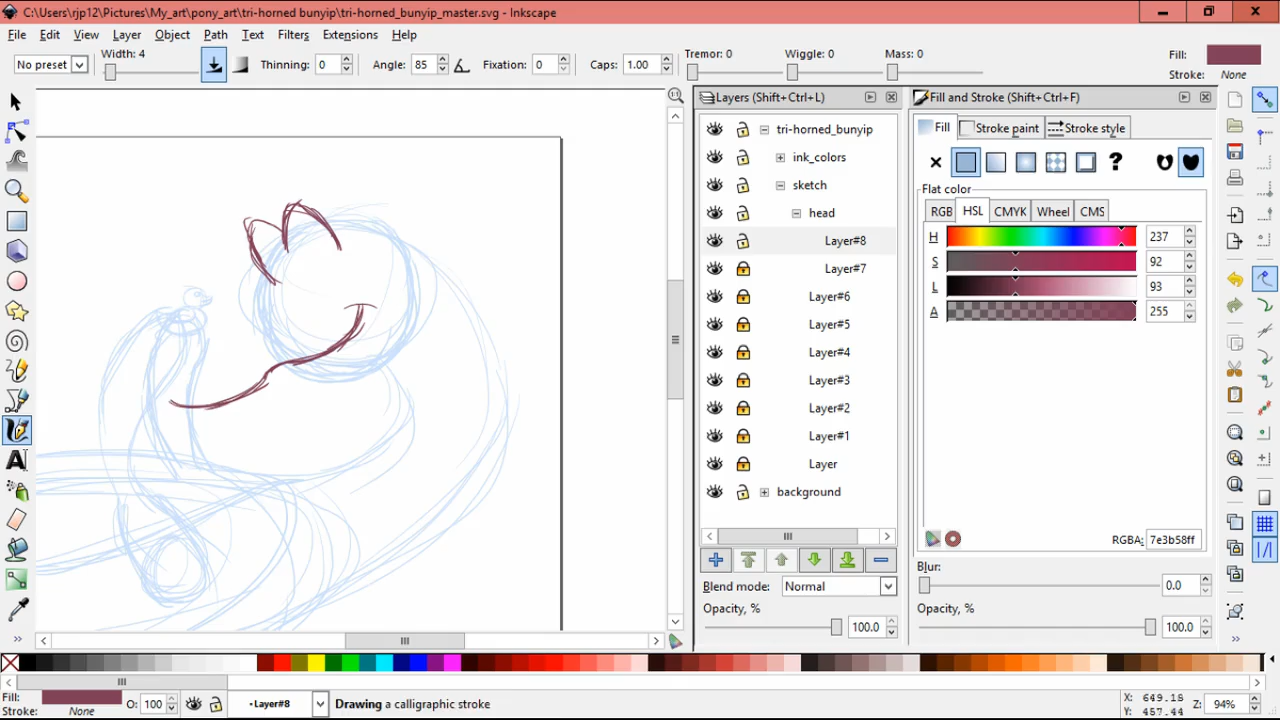 C:\Users\rjp12\Pictures\My_art\pony_art\tri-horned bunyip\tri-horned_bunyip_master.svg - Inkscape
File Edit View Layer Object Path Text Filters Extensions Help
No preset Width: 4 Thinning: 0 Angle: 85 Fixation: 0 Caps: 1.00 Tremor: 0 Wiggle: 0 Mass: 0 Fill:
Stroke: None
Layers (Shift+Ctrl+L)
tri-horned_bunyip
ink_colors
sketch
head
Layer#8
Layer#7
Layer#6
Layer#5
Layer#4
Layer#3
Layer#2
Layer#1
Layer
background
Blend mode: Normal
Opacity, % 100.0
Fill and Stroke (Shift+Ctrl+F)
Fill Stroke paint Stroke style
?
Flat color
RGB HSL CMYK Wheel CMS
H 237
S 92
L 93
A 255
RGBA: 7e3b58ff
Blur:
0.0
Opacity, %
100.0
Fill:
Stroke: None O: 100 •Layer#8 Drawing a calligraphic stroke
X: 649.18
Y: 457.44
Z: 94%